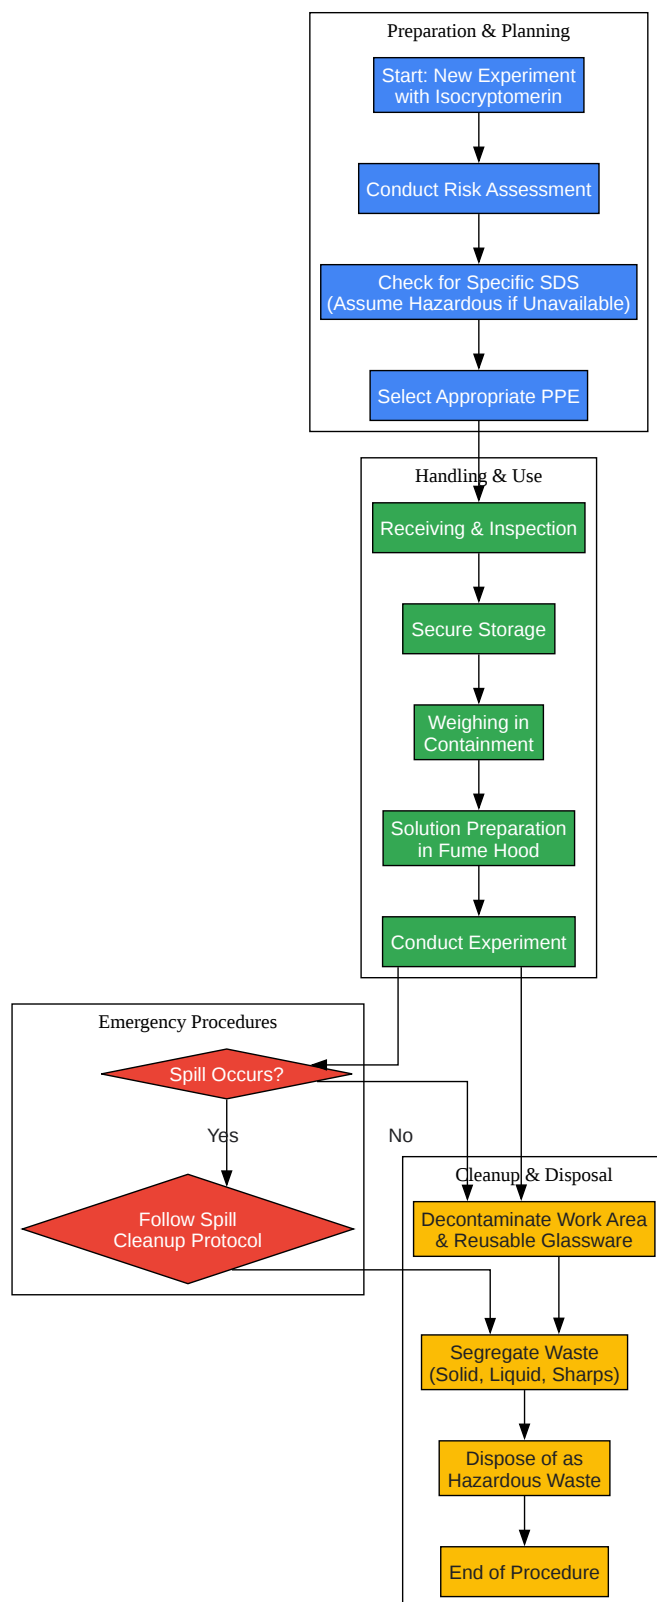 Preparation & Planning
Start: New Experiment
with Isocryptomerin
Conduct Risk Assessment
Check for Specific SDS
(Assume Hazardous if Unavailable)
Select Appropriate PPE
Handling & Use
Receiving & Inspection
Secure Storage
Weighing in
Containment
Solution Preparation
in Fume Hood
Conduct Experiment
Emergency Procedures
Spill Occurs?
Yes
No
Follow Spill
Cleanup Protocol
Cleanup & Disposal
Decontaminate Work Area
& Reusable Glassware
Segregate Waste
(Solid, Liquid, Sharps)
Dispose of as
Hazardous Waste
End of Procedure